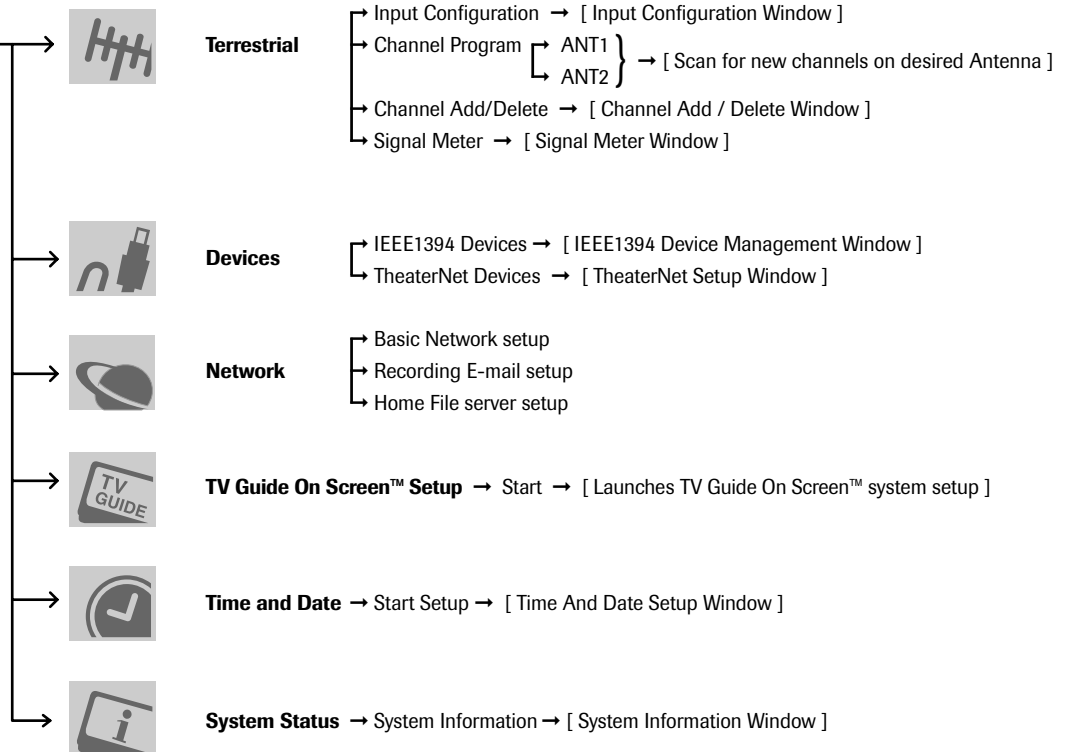 Terrestrial
→ Input Configuration → [ Input Configuration Window ]
→ Channel Program → ANT1
→ ANT2 } → [ Scan for new channels on desired Antenna ]
→ Channel Add/Delete → [ Channel Add / Delete Window ]
→ Signal Meter → [ Signal Meter Window ]
Devices
→ IEEE1394 Devices → [ IEEE1394 Device Management Window ]
→ TheaterNet Devices → [ TheaterNet Setup Window ]
Network
→ Basic Network setup
→ Recording E-mail setup
→ Home File server setup
TV
GUIDE
TV Guide On Screen™ Setup → Start → [ Launches TV Guide On Screen™ system setup ]
Time and Date → Start Setup → [ Time And Date Setup Window ]
i
System Status → System Information → [ System Information Window ]